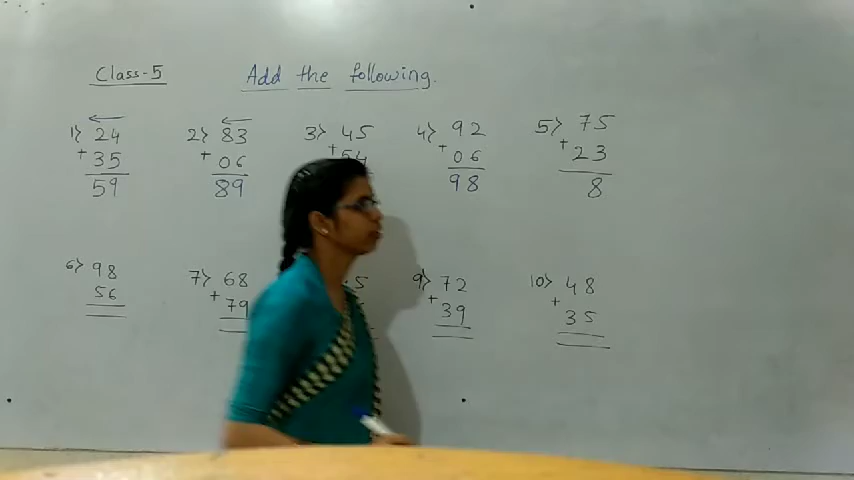 Class-5 Add the following.
1> 24 2> 83 3> 45 4> 92 5> 75
+ 35 + 06 + 54 + 06 + 23
59 89 98 8
6> 98 7> 68 5 9> 72 10> 48
56 + 79 + 39 + 35